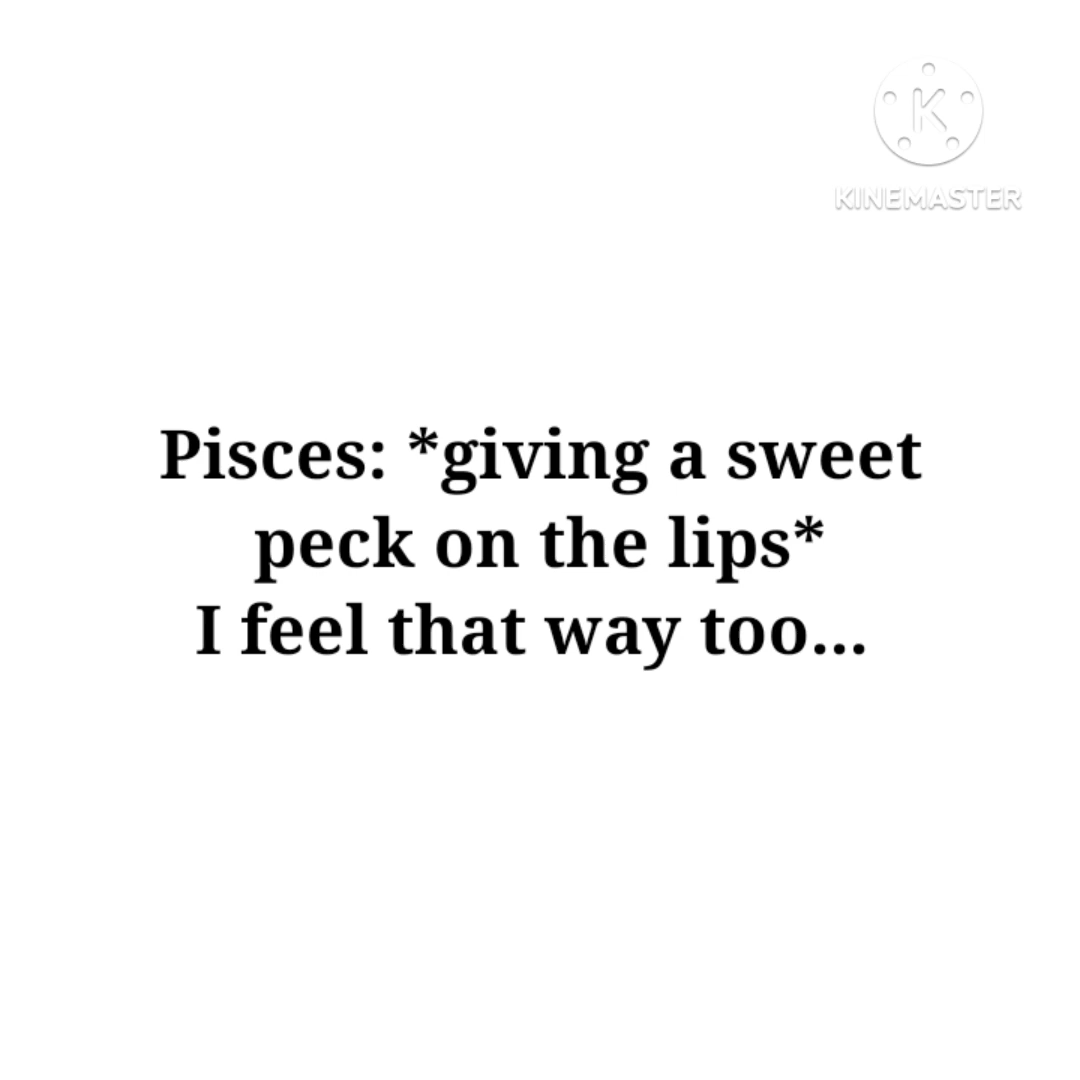 K
KINEMASTER
Pisces: *giving a sweet
peck on the lips*
I feel that way too...